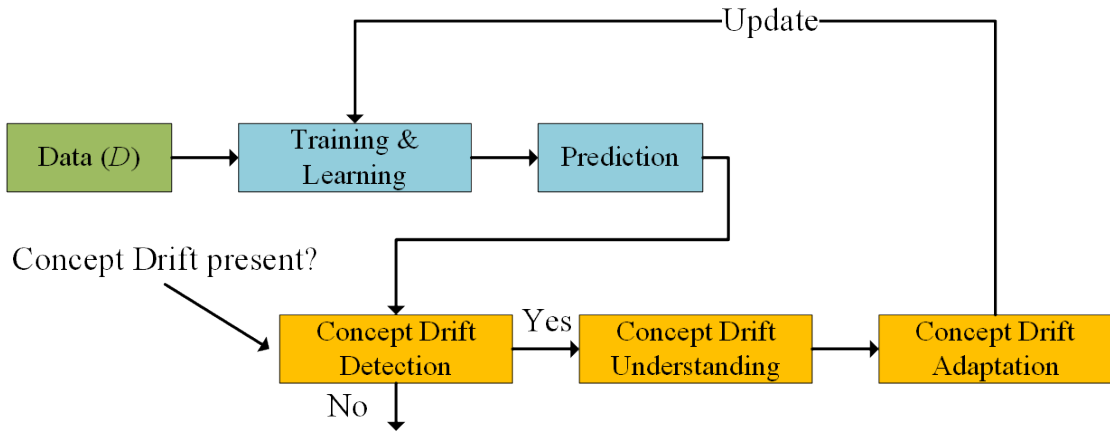 Update
Data (D)
Training &
Learning
Prediction
Concept Drift present?
Concept Drift
Detection
Yes
Concept Drift
Understanding
Concept Drift
Adaptation
No